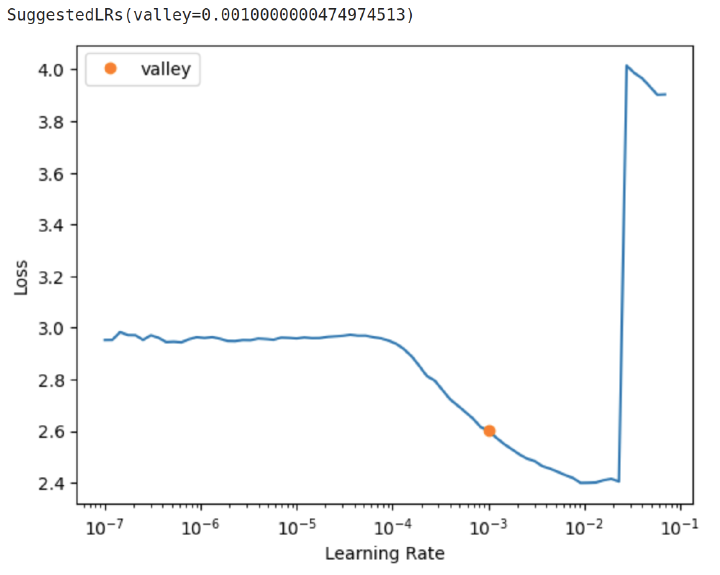 SuggestedLRs(valley=0.0010000000474974513)
valley
4.0
3.8
3.6
3.4
3.2
3.0
2.8
2.6
2.4
Loss
10⁻⁷ 10⁻⁶ 10⁻⁵ 10⁻⁴ 10⁻³ 10⁻² 10⁻¹
Learning Rate